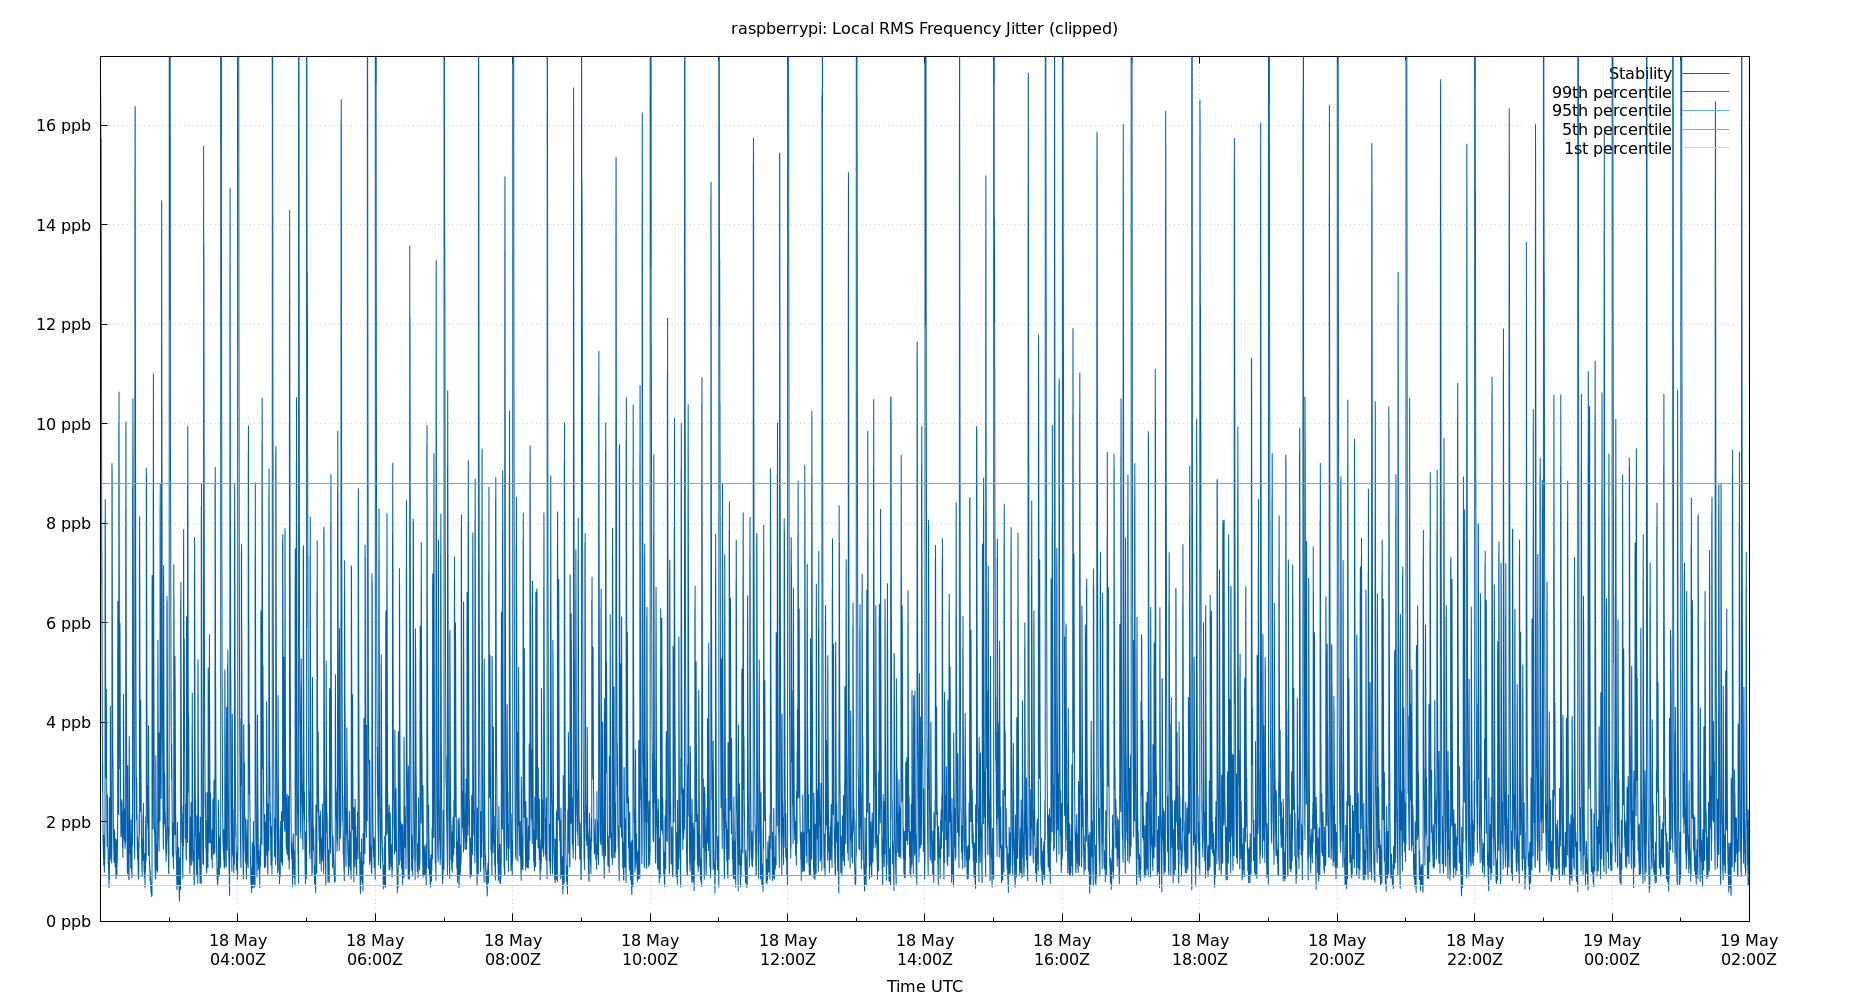 raspberrypi: Local RMS Frequency Jitter (clipped)
Stability
99th percentile
95th percentile
5th percentile
1st percentile
16 ppb
14 ppb
12 ppb
10 ppb
8 ppb
6 ppb
4 ppb
2 ppb
0 ppb
18 May 18 May 18 May 18 May 18 May 18 May 18 May 18 May 18 May 18 May 19 May 19 May
04:00Z 06:00Z 08:00Z 10:00Z 12:00Z 14:00Z 16:00Z 18:00Z 20:00Z 22:00Z 00:00Z 02:00Z
Time UTC